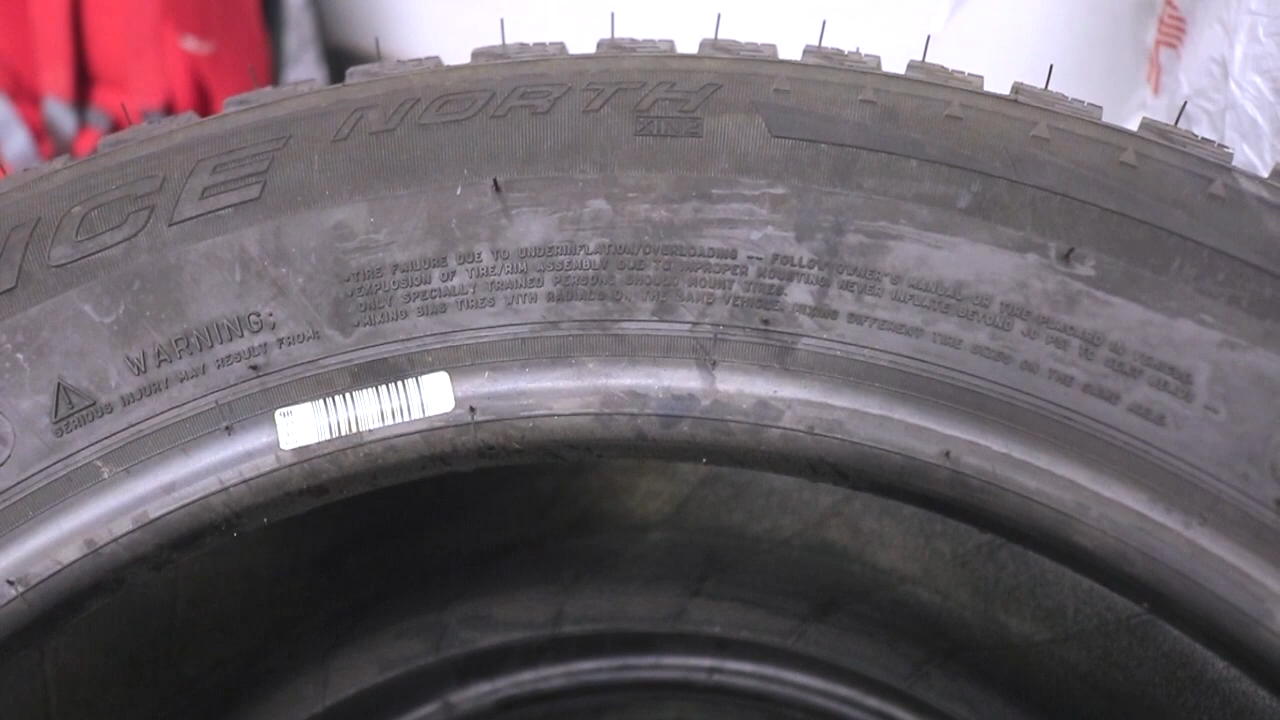 ICE NORTH
WARNING;
SERIOUS INJURY MAY RESULT FROM:
TIRE FAILURE DUE TO UNDERINFLATION/OVERLOADING -- FOLLOW OWNER'S MANUAL OR TIRE PLACARD IN VEHICLE.
EXPLOSION OF TIRE/RIM ASSEMBLY DUE TO IMPROPER MOUNTING. NEVER INFLATE BEYOND PSI TO SEAT BEADS --
ONLY SPECIALLY TRAINED PERSONS SHOULD MOUNT TIRES.
MIXING BIAS TIRES WITH RADIALS ON THE SAME VEHICLE. MIXING DIFFERENT TIRE SIZES ON THE SAME AXLE.